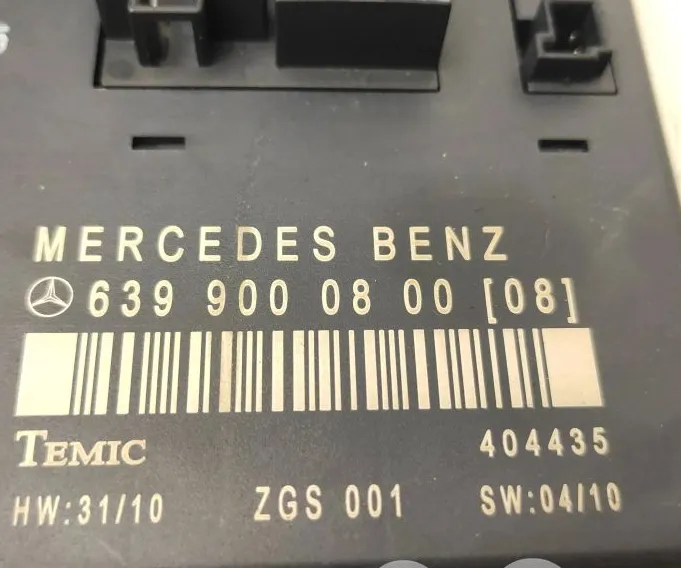 MERCEDES BENZ
639 900 08 00 [08]
TEMIC 404435
HW:31/10 ZGS 001 SW:04/10